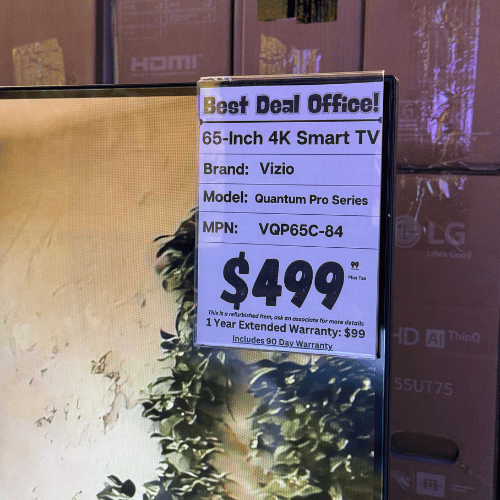 HDMI
Best Deal Office!
65-Inch 4K Smart TV
Brand: Vizio
Model: Quantum Pro Series
MPN: VQP65C-84
$499 99
Plus Tax
This is a refurbished item, ask an associate for more details
1 Year Extended Warranty: $99
Includes 90 Day Warranty
LG
Life's Good
HD AI ThinQ
55UT75